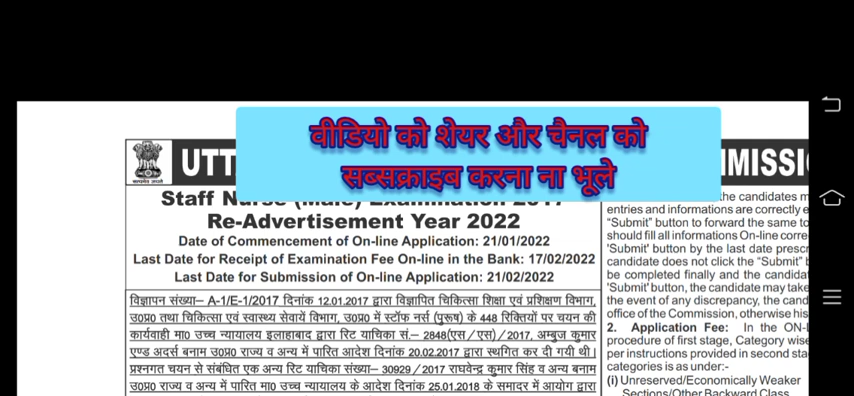 वीडियो को शेयर और चैनल को
सब्सक्राइब करना ना भूले
UTT
MISSI
Staff Nurse (Male) Examination 2017
Re-Advertisement Year 2022
Date of Commencement of On-line Application: 21/01/2022
Last Date for Receipt of Examination Fee On-line in the Bank: 17/02/2022
Last Date for Submission of On-line Application: 21/02/2022
विज्ञापन संख्या– A-1/E-1/2017 दिनांक 12.01.2017 द्वारा विज्ञापित चिकित्सा शिक्षा एवं प्रशिक्षण विभाग,
उ0प्र0 तथा चिकित्सा एवं स्वास्थ्य सेवायें विभाग, उ0प्र0 में स्टॉफ नर्स (पुरूष) के 448 रिक्तियों पर चयन की
कार्यवाही मा0 उच्च न्यायालय इलाहाबाद द्वारा रिट याचिका सं.– 2848(एस/एस)/2017, अम्बुज कुमार
एण्ड अदर्स बनाम उ0प्र0 राज्य व अन्य में पारित आदेश दिनांक 20.02.2017 द्वारा स्थगित कर दी गयी थी।
प्रश्नगत चयन से संबंधित एक अन्य रिट याचिका संख्या– 30929/2017 राघवेन्द्र कुमार सिंह व अन्य बनाम
उ0प्र0 राज्य व अन्य में पारित मा0 उच्च न्यायालय के आदेश दिनांक 25.01.2018 के समादर में आयोग द्वारा
the candidates m
entries and informations are correctly e
“Submit” button to forward the same to
should fill all informations On-line corre
'Submit' button by the last date prescr
candidate does not click the “Submit” b
be completed finally and the candidat
'Submit' button, the candidate may take
the event of any discrepancy, the cand
office of the Commission, otherwise his
2. Application Fee: In the ON-L
procedure of first stage, Category wise
per instructions provided in second sta
categories is as under:-
(i) Unreserved/Economically Weaker
Sections/Other Backward Class